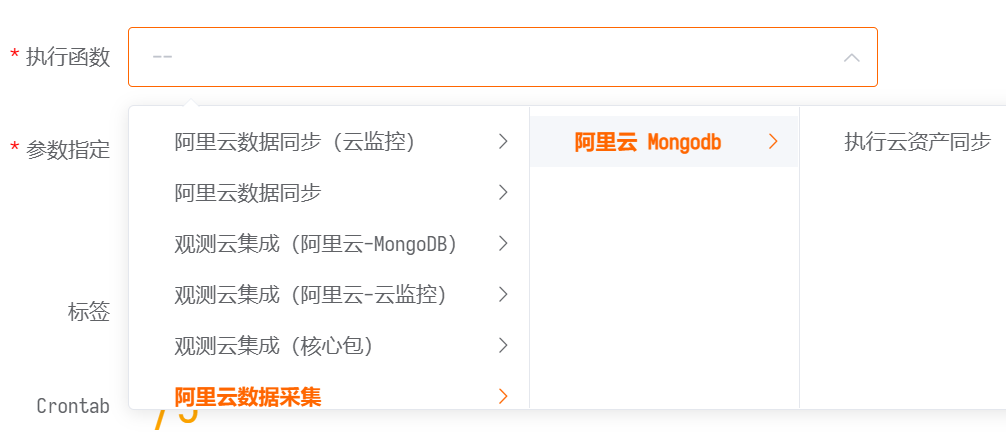 * 执行函数
--
* 参数指定
标签
Crontab
阿里云数据同步（云监控）
阿里云数据同步
观测云集成（阿里云-MongoDB）
观测云集成（阿里云-云监控）
观测云集成（核心包）
阿里云数据采集
阿里云 Mongodb
执行云资产同步